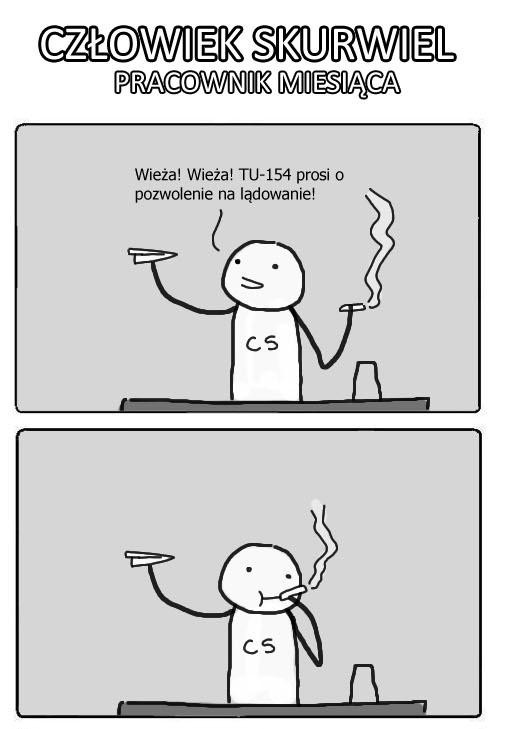 CZŁOWIEK SKURWIEL
PRACOWNIK MIESIĄCA
Wieża! Wieża! TU-154 prosi o
pozwolenie na lądowanie!
CS
CS